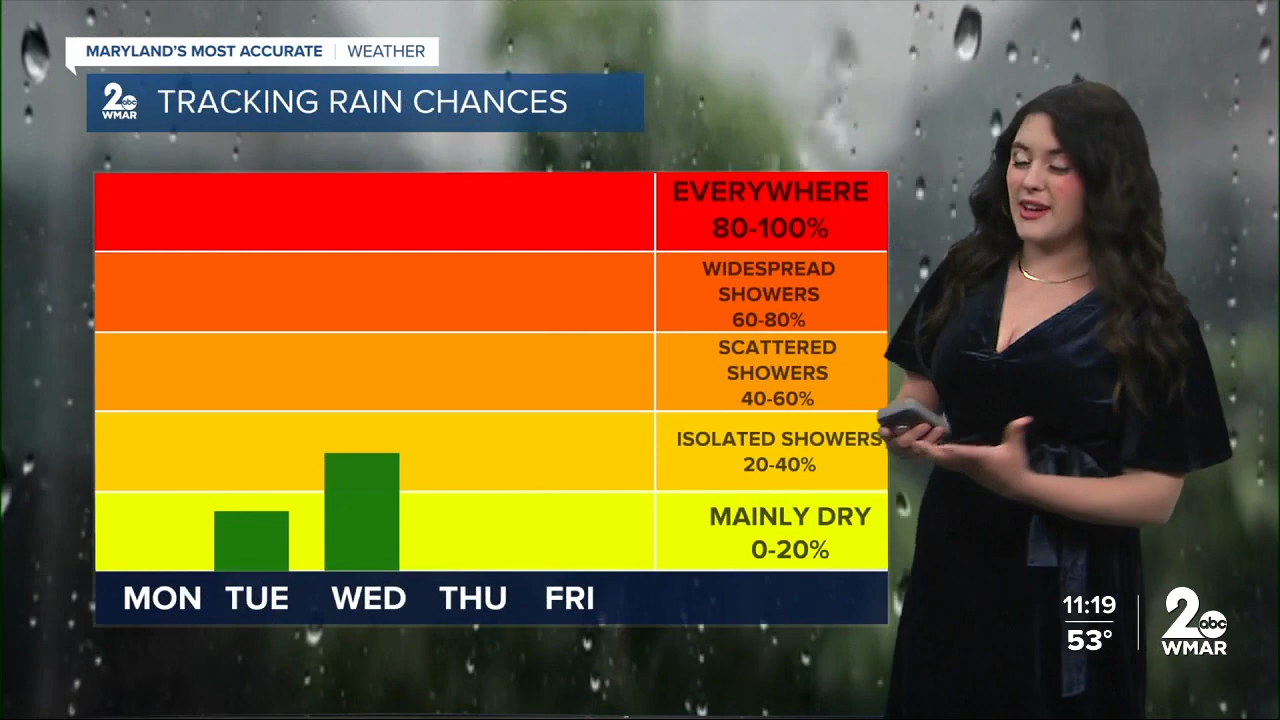 MARYLAND'S MOST ACCURATE | WEATHER
2 abc WMAR TRACKING RAIN CHANCES
EVERYWHERE
80-100%
WIDESPREAD
SHOWERS
60-80%
SCATTERED
SHOWERS
40-60%
ISOLATED SHOWERS
20-40%
MAINLY DRY
0-20%
MON TUE WED THU FRI
11:19
53°
2 abc
WMAR